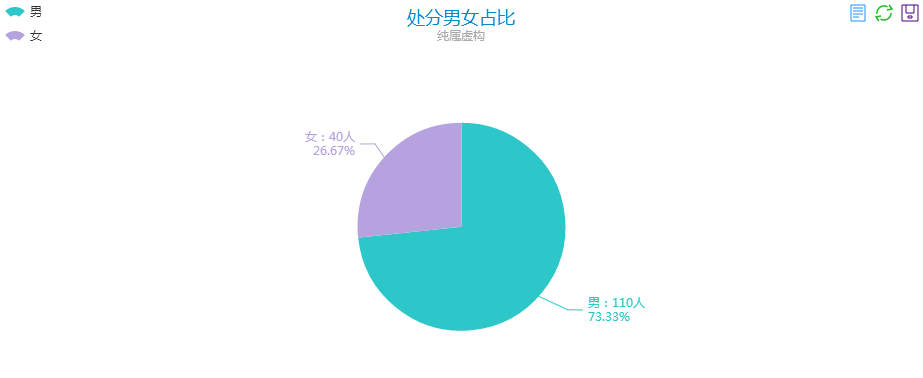 男
女
处分男女占比
纯属虚构
女 : 40人
26.67%
男 : 110人
73.33%